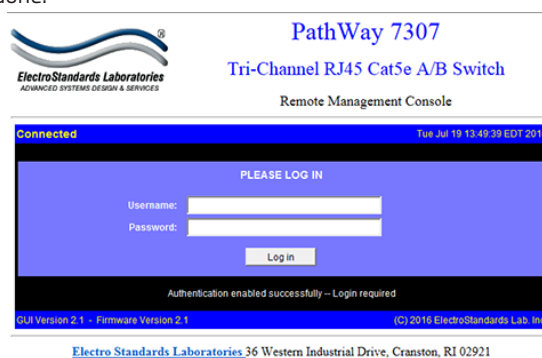 done.
PathWay 7307
®
Tri-Channel RJ45 Cat5e A/B Switch
ElectroStandards Laboratories
ADVANCED SYSTEMS DESIGN & SERVICES
Remote Management Console
Connected
Tue Jul 19 13:49:39 EDT 201
PLEASE LOG IN
Username:
Password:
Log in
Authentication enabled successfully -- Login required
GUI Version 2.1 - Firmware Version 2.1
(C) 2016 ElectroStandards Lab. Inc
Electro Standards Laboratories 36 Western Industrial Drive, Cranston, RI 02921